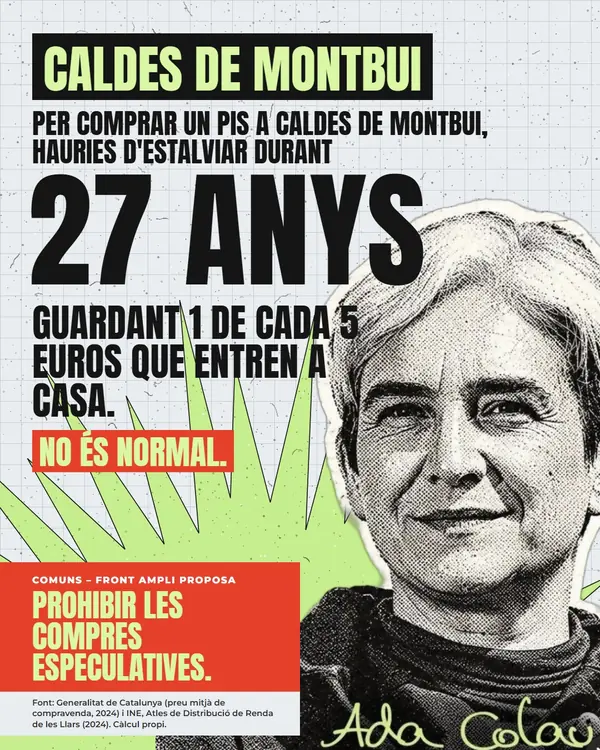 CALDES DE MONTBUI
PER COMPRAR UN PIS A CALDES DE MONTBUI,
HAURIES D'ESTALVIAR DURANT
27 ANYS
GUARDANT 1 DE CADA 5
EUROS QUE ENTREN A
CASA.
NO ÉS NORMAL.
COMUNS – FRONT AMPLI PROPOSA
PROHIBIR LES
COMPRES
ESPECULATIVES.
Font: Generalitat de Catalunya (preu mitjà de
compravenda, 2024) i INE, Atles de Distribució de Renda
de les Llars (2024). Càlcul propi.
Ada Colau